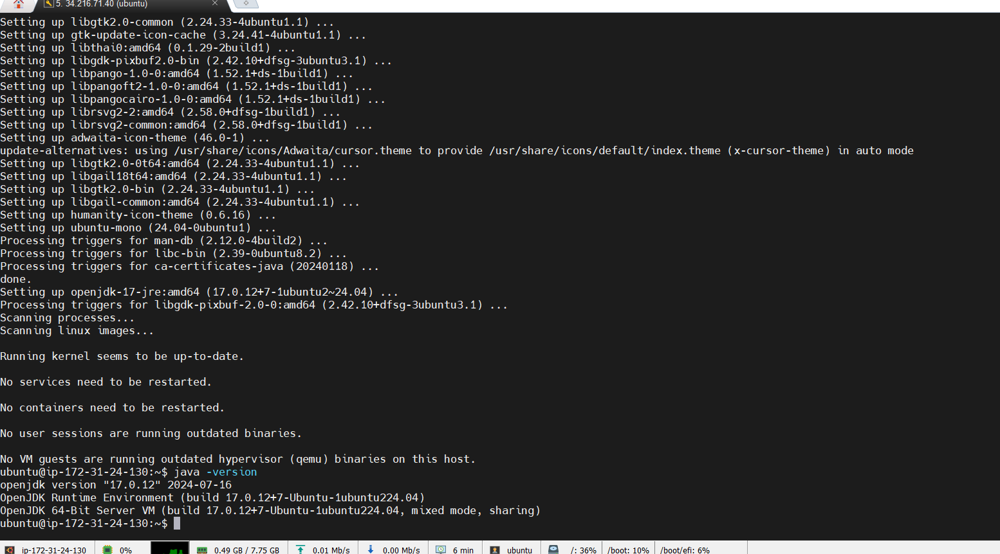 5. 34.216.71.40 (ubuntu)
Setting up libgtk2.0-common (2.24.33-4ubuntu1.1) ...
Setting up gtk-update-icon-cache (3.24.41-4ubuntu1.1) ...
Setting up libthai0:amd64 (0.1.29-2build1) ...
Setting up libgdk-pixbuf2.0-bin (2.42.10+dfsg-3ubuntu3.1) ...
Setting up libpango-1.0-0:amd64 (1.52.1+ds-1build1) ...
Setting up libpangoft2-1.0-0:amd64 (1.52.1+ds-1build1) ...
Setting up libpangocairo-1.0-0:amd64 (1.52.1+ds-1build1) ...
Setting up librsvg2-2:amd64 (2.58.0+dfsg-1build1) ...
Setting up librsvg2-common:amd64 (2.58.0+dfsg-1build1) ...
Setting up adwaita-icon-theme (46.0-1) ...
update-alternatives: using /usr/share/icons/Adwaita/cursor.theme to provide /usr/share/icons/default/index.theme (x-cursor-theme) in auto mode
Setting up libgtk2.0-0t64:amd64 (2.24.33-4ubuntu1.1) ...
Setting up libgail18t64:amd64 (2.24.33-4ubuntu1.1) ...
Setting up libgtk2.0-bin (2.24.33-4ubuntu1.1) ...
Setting up libgail-common:amd64 (2.24.33-4ubuntu1.1) ...
Setting up humanity-icon-theme (0.6.16) ...
Setting up ubuntu-mono (24.04-0ubuntu1) ...
Processing triggers for man-db (2.12.0-4build2) ...
Processing triggers for libc-bin (2.39-0ubuntu8.2) ...
Processing triggers for ca-certificates-java (20240118) ...
done.
Setting up openjdk-17-jre:amd64 (17.0.12+7-1ubuntu2~24.04) ...
Processing triggers for libgdk-pixbuf-2.0-0:amd64 (2.42.10+dfsg-3ubuntu3.1) ...
Scanning processes...
Scanning linux images...
Running kernel seems to be up-to-date.
No services need to be restarted.
No containers need to be restarted.
No user sessions are running outdated binaries.
No VM guests are running outdated hypervisor (qemu) binaries on this host.
ubuntu@ip-172-31-24-130:~$ java -version
openjdk version "17.0.12" 2024-07-16
OpenJDK Runtime Environment (build 17.0.12+7-Ubuntu-1ubuntu224.04)
OpenJDK 64-Bit Server VM (build 17.0.12+7-Ubuntu-1ubuntu224.04, mixed mode, sharing)
ubuntu@ip-172-31-24-130:~$
ip-172-31-24-130 0% 0.49 GB / 7.75 GB 0.01 Mb/s 0.00 Mb/s 6 min ubuntu /: 36% /boot: 10% /boot/efi: 6%